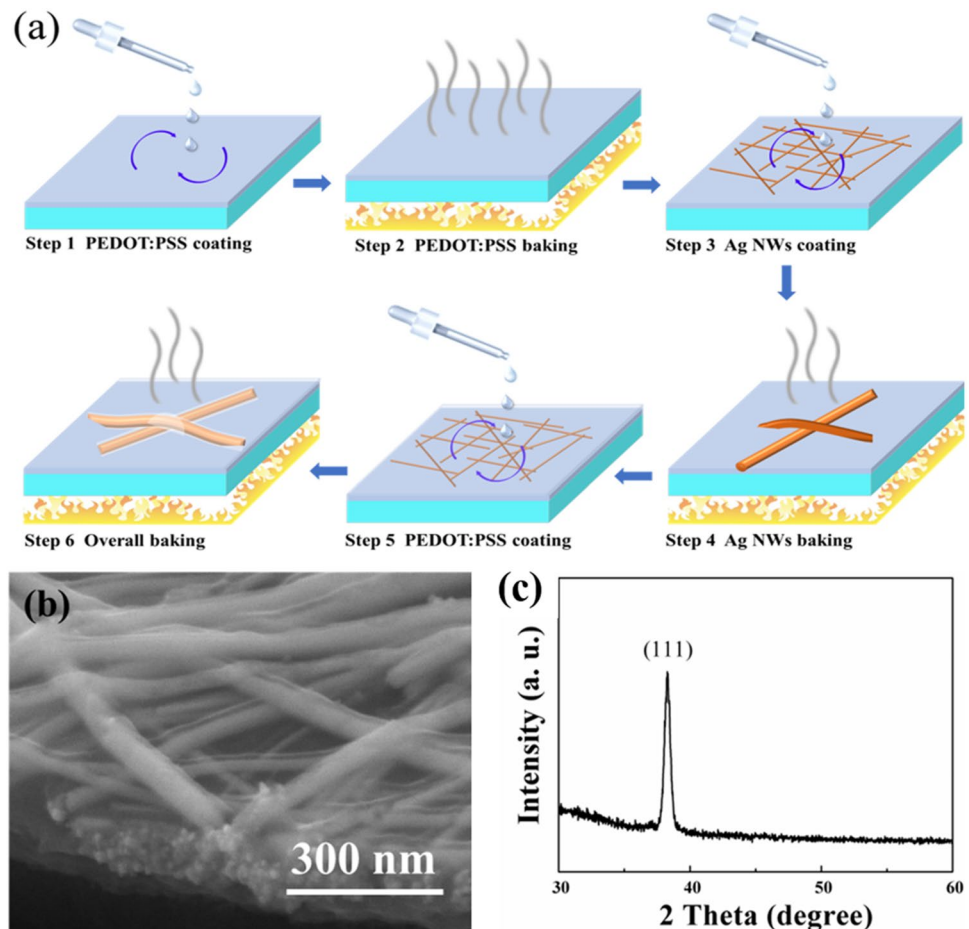 (a)
Step 1 PEDOT:PSS coating
Step 2 PEDOT:PSS baking
Step 3 Ag NWs coating
Step 6 Overall baking
Step 5 PEDOT:PSS coating
Step 4 Ag NWs baking
(b)
300 nm
(c)
(111)
Intensity (a. u.)
30 40 50 60
2 Theta (degree)